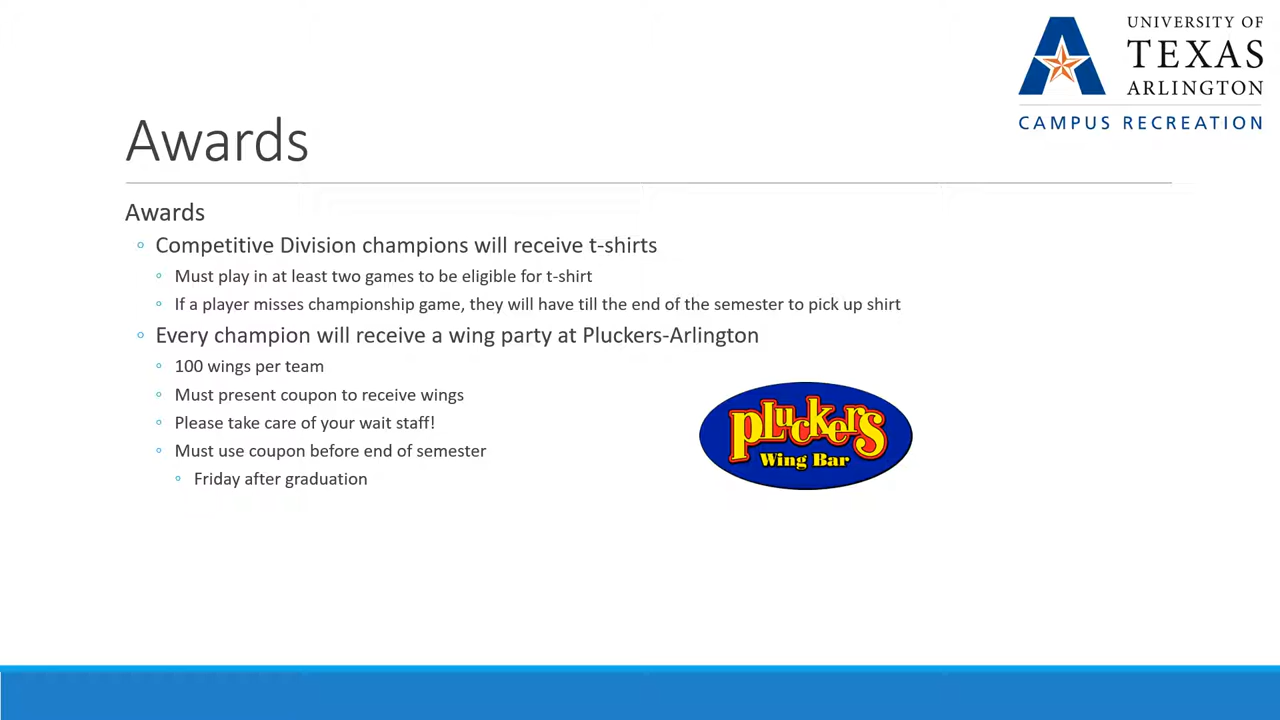 UNIVERSITY OF
TEXAS
ARLINGTON
CAMPUS RECREATION
Awards
Awards
Competitive Division champions will receive t-shirts
Must play in at least two games to be eligible for t-shirt
If a player misses championship game, they will have till the end of the semester to pick up shirt
Every champion will receive a wing party at Pluckers-Arlington
100 wings per team
Must present coupon to receive wings
Please take care of your wait staff!
Must use coupon before end of semester
Friday after graduation
pluckers
Wing Bar